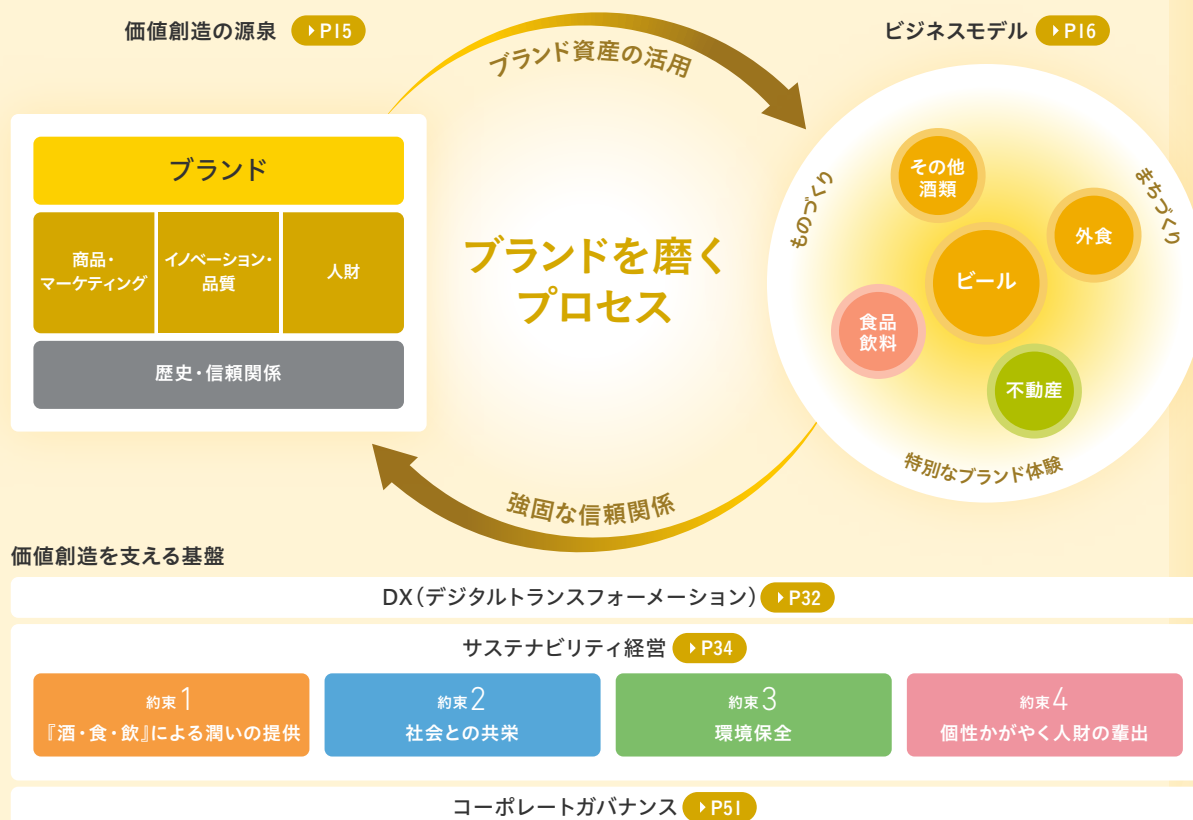 価値創造の源泉 ▶P15
ブランド
商品・
マーケティング
イノベーション・
品質
人財
歴史・信頼関係
ブランド資産の活用
ブランドを磨く
プロセス
強固な信頼関係
ビジネスモデル ▶P16
ものづくり
まちづくり
その他
酒類
外食
ビール
食品
飲料
不動産
特別なブランド体験
価値創造を支える基盤
DX(デジタルトランスフォーメーション) ▶P32
サステナビリティ経営 ▶P34
約束1
『酒・食・飲』による潤いの提供
約束2
社会との共栄
約束3
環境保全
約束4
個性かがやく人財の輩出
コーポレートガバナンス ▶P51